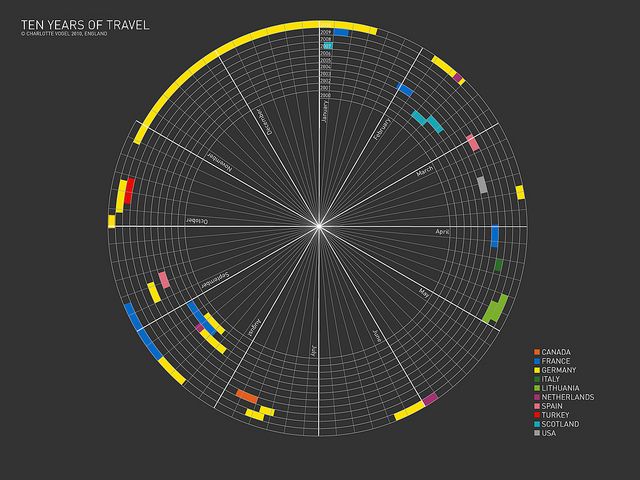 TEN YEARS OF TRAVEL
© CHARLOTTE VOGEL 2010, ENGLAND
2009
2008
2007
2006
2005
2004
2003
2002
2001
2000
January
February
March
April
May
June
July
August
September
October
November
December
CANADA
FRANCE
GERMANY
ITALY
LITHUANIA
NETHERLANDS
SPAIN
TURKEY
SCOTLAND
USA